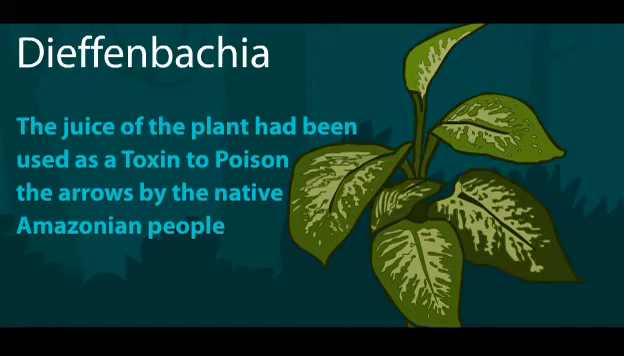 Dieffenbachia
The juice of the plant had been
used as a Toxin to Poison
the arrows by the native
Amazonian people